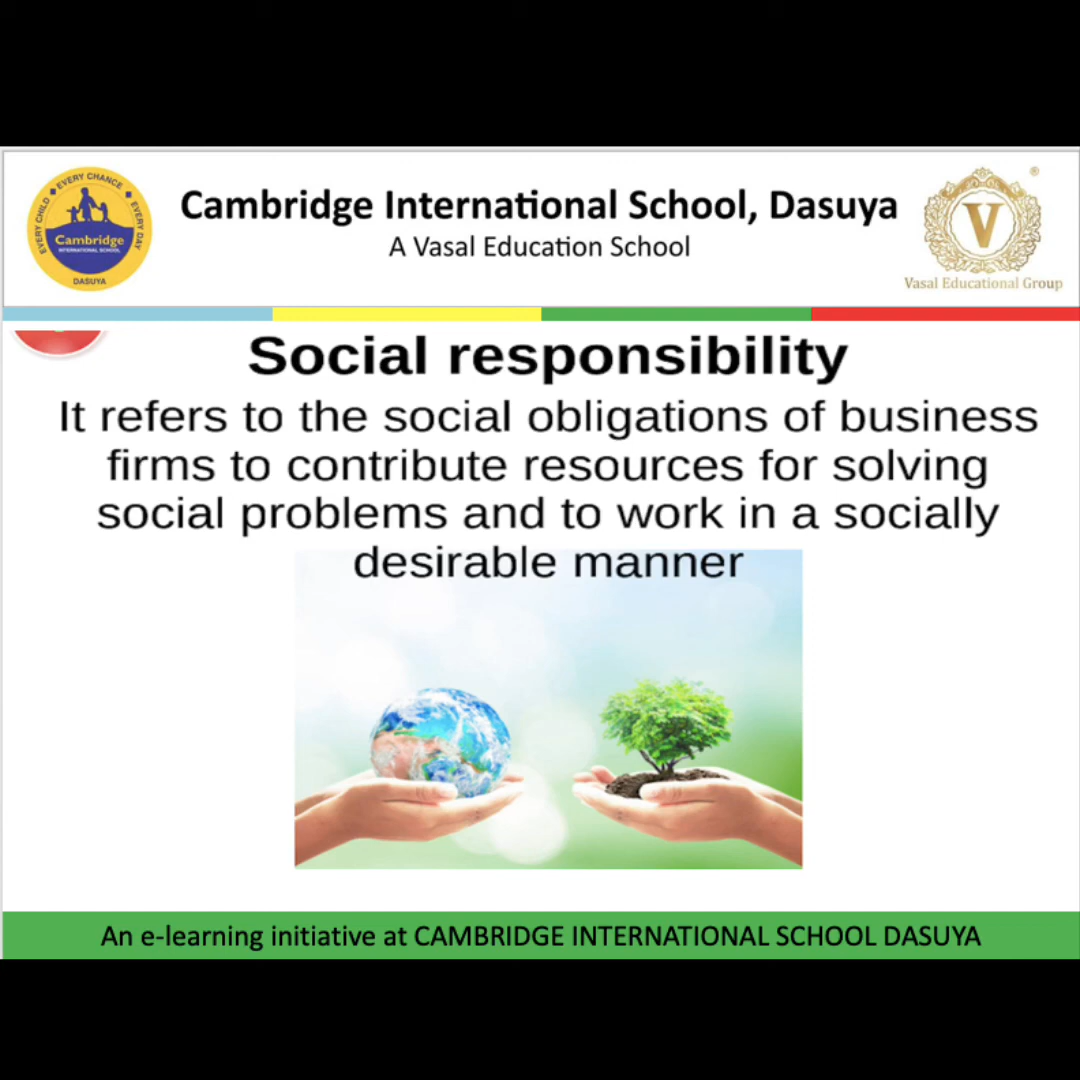 EVERY CHILD ◆ EVERY CHANCE ◆ EVERY DAY
Cambridge
INTERNATIONAL SCHOOL
DASUYA
Cambridge International School, Dasuya
A Vasal Education School
V
®
Vasal Educational Group
Social responsibility
It refers to the social obligations of business
firms to contribute resources for solving
social problems and to work in a socially
desirable manner
An e-learning initiative at CAMBRIDGE INTERNATIONAL SCHOOL DASUYA